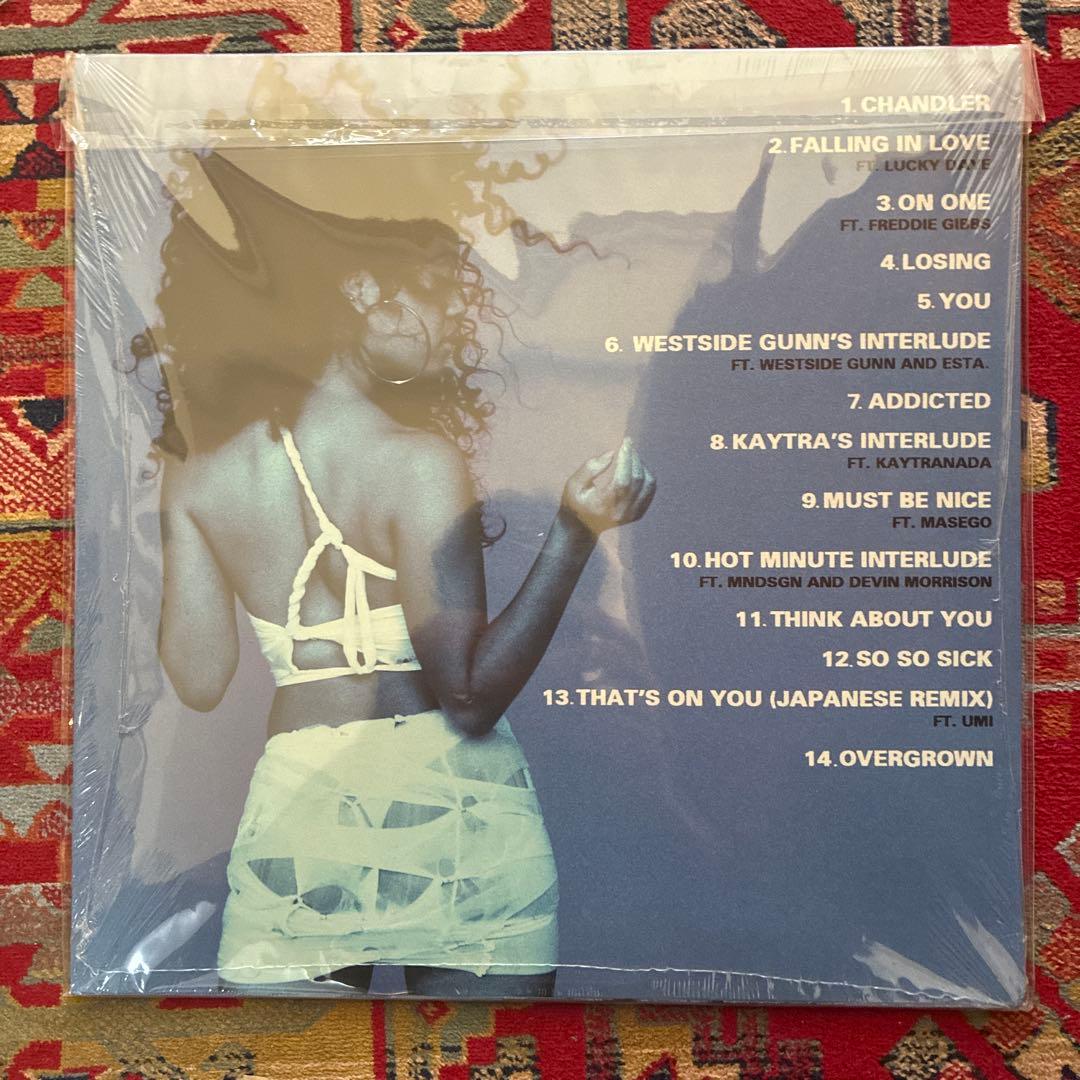 1. CHANDLER
2. FALLING IN LOVE
FT. LUCKY DAYE
3. ON ONE
FT. FREDDIE GIBBS
4. LOSING
5. YOU
6. WESTSIDE GUNN'S INTERLUDE
FT. WESTSIDE GUNN AND ESTA.
7. ADDICTED
8. KAYTRA'S INTERLUDE
FT. KAYTRANADA
9. MUST BE NICE
FT. MASEGO
10. HOT MINUTE INTERLUDE
FT. MNDSGN AND DEVIN MORRISON
11. THINK ABOUT YOU
12. SO SO SICK
13. THAT'S ON YOU (JAPANESE REMIX)
FT. UMI
14. OVERGROWN